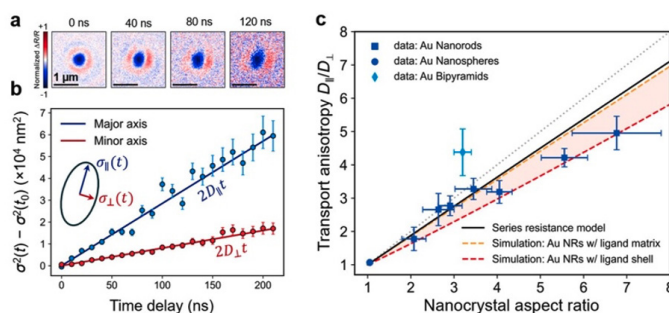 a
0 ns
40 ns
80 ns
120 ns
Normalized ΔR/R
+1
-1
1 μm
b
σ²(t) − σ²(t₀) (×10⁴ nm²)
7
6
5
4
3
2
1
0
Major axis
Minor axis
σ∥(t)
σ⊥(t)
2D∥t
2D⊥t
0
50
100
150
200
Time delay (ns)
c
Transport anisotropy D∥/D⊥
8
7
6
5
4
3
2
1
data: Au Nanorods
data: Au Nanospheres
data: Au Bipyramids
Series resistance model
Simulation: Au NRs w/ ligand matrix
Simulation: Au NRs w/ ligand shell
1
2
3
4
5
6
7
8
Nanocrystal aspect ratio